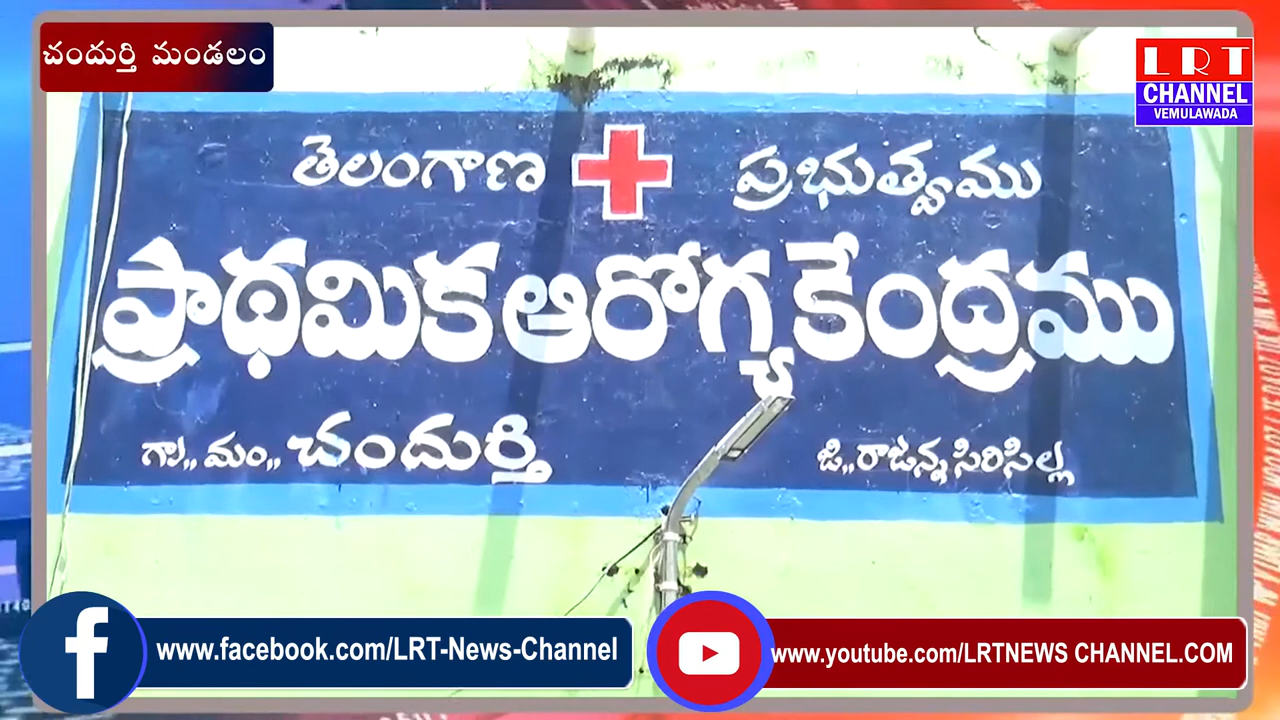 చందుర్తి మండలం
LRT
CHANNEL
VEMULAWADA
తెలంగాణ ప్రభుత్వము
ప్రాథమిక ఆరోగ్య కేంద్రము
గ్రా,, మం,, చందుర్తి జి,, రాజన్న సిరిసిల్ల
www.facebook.com/LRT-News-Channel
www.youtube.com/LRTNEWS CHANNEL.COM